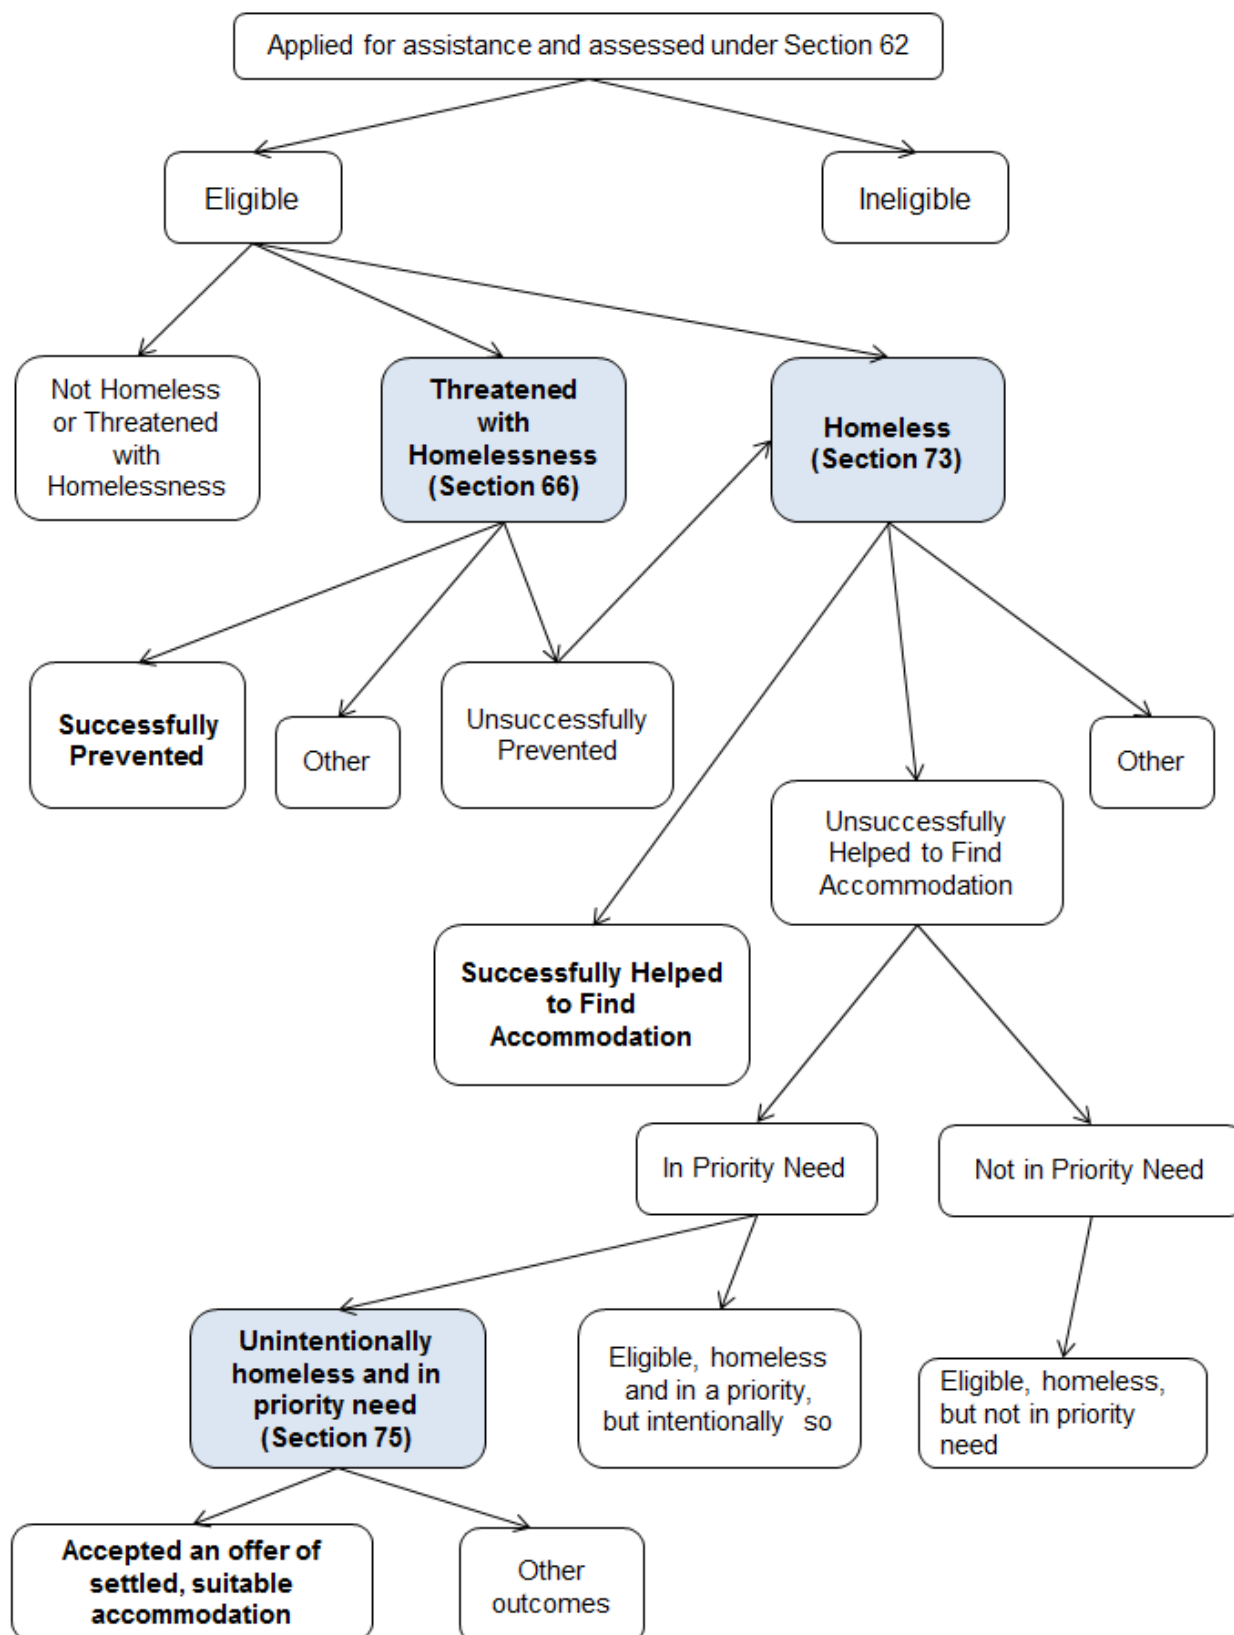 Applied for assistance and assessed under Section 62
Eligible
Ineligible
Not Homeless
or Threatened
with
Homelessness
Threatened
with
Homelessness
(Section 66)
Homeless
(Section 73)
Successfully
Prevented
Other
Unsuccessfully
Prevented
Other
Unsuccessfully
Helped to Find
Accommodation
Successfully Helped
to Find
Accommodation
In Priority Need
Not in Priority Need
Unintentionally
homeless and in
priority need
(Section 75)
Eligible, homeless
and in a priority,
but intentionally so
Eligible, homeless,
but not in priority
need
Accepted an offer of
settled, suitable
accommodation
Other
outcomes